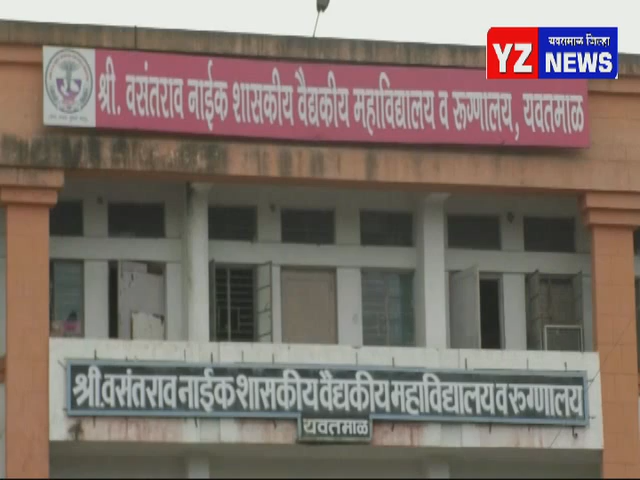 यवतमाळ जिल्हा
YZ NEWS
श्री. वसंतराव नाईक शासकीय वैद्यकीय महाविद्यालय व रुग्णालय, यवतमाळ
श्री.वसंतराव नाईक शासकीय वैद्यकीय महाविद्यालय व रुग्णालय
यवतमाळ